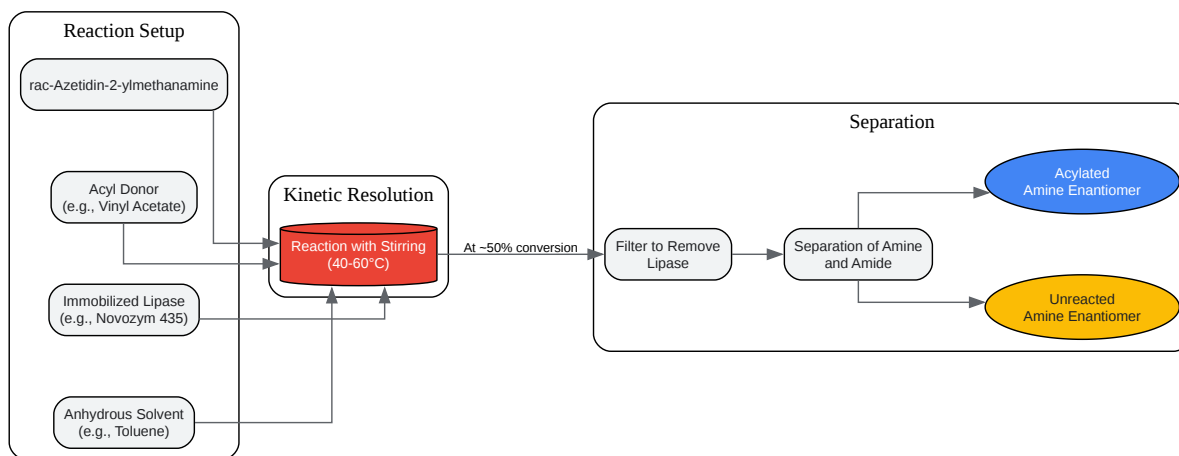 Reaction Setup
rac-Azetidin-2-ylmethanamine
Acyl Donor
(e.g., Vinyl Acetate)
Immobilized Lipase
(e.g., Novozym 435)
Anhydrous Solvent
(e.g., Toluene)
Kinetic Resolution
Reaction with Stirring
(40-60°C)
At ~50% conversion
Separation
Filter to Remove
Lipase
Separation of Amine
and Amide
Acylated
Amine Enantiomer
Unreacted
Amine Enantiomer